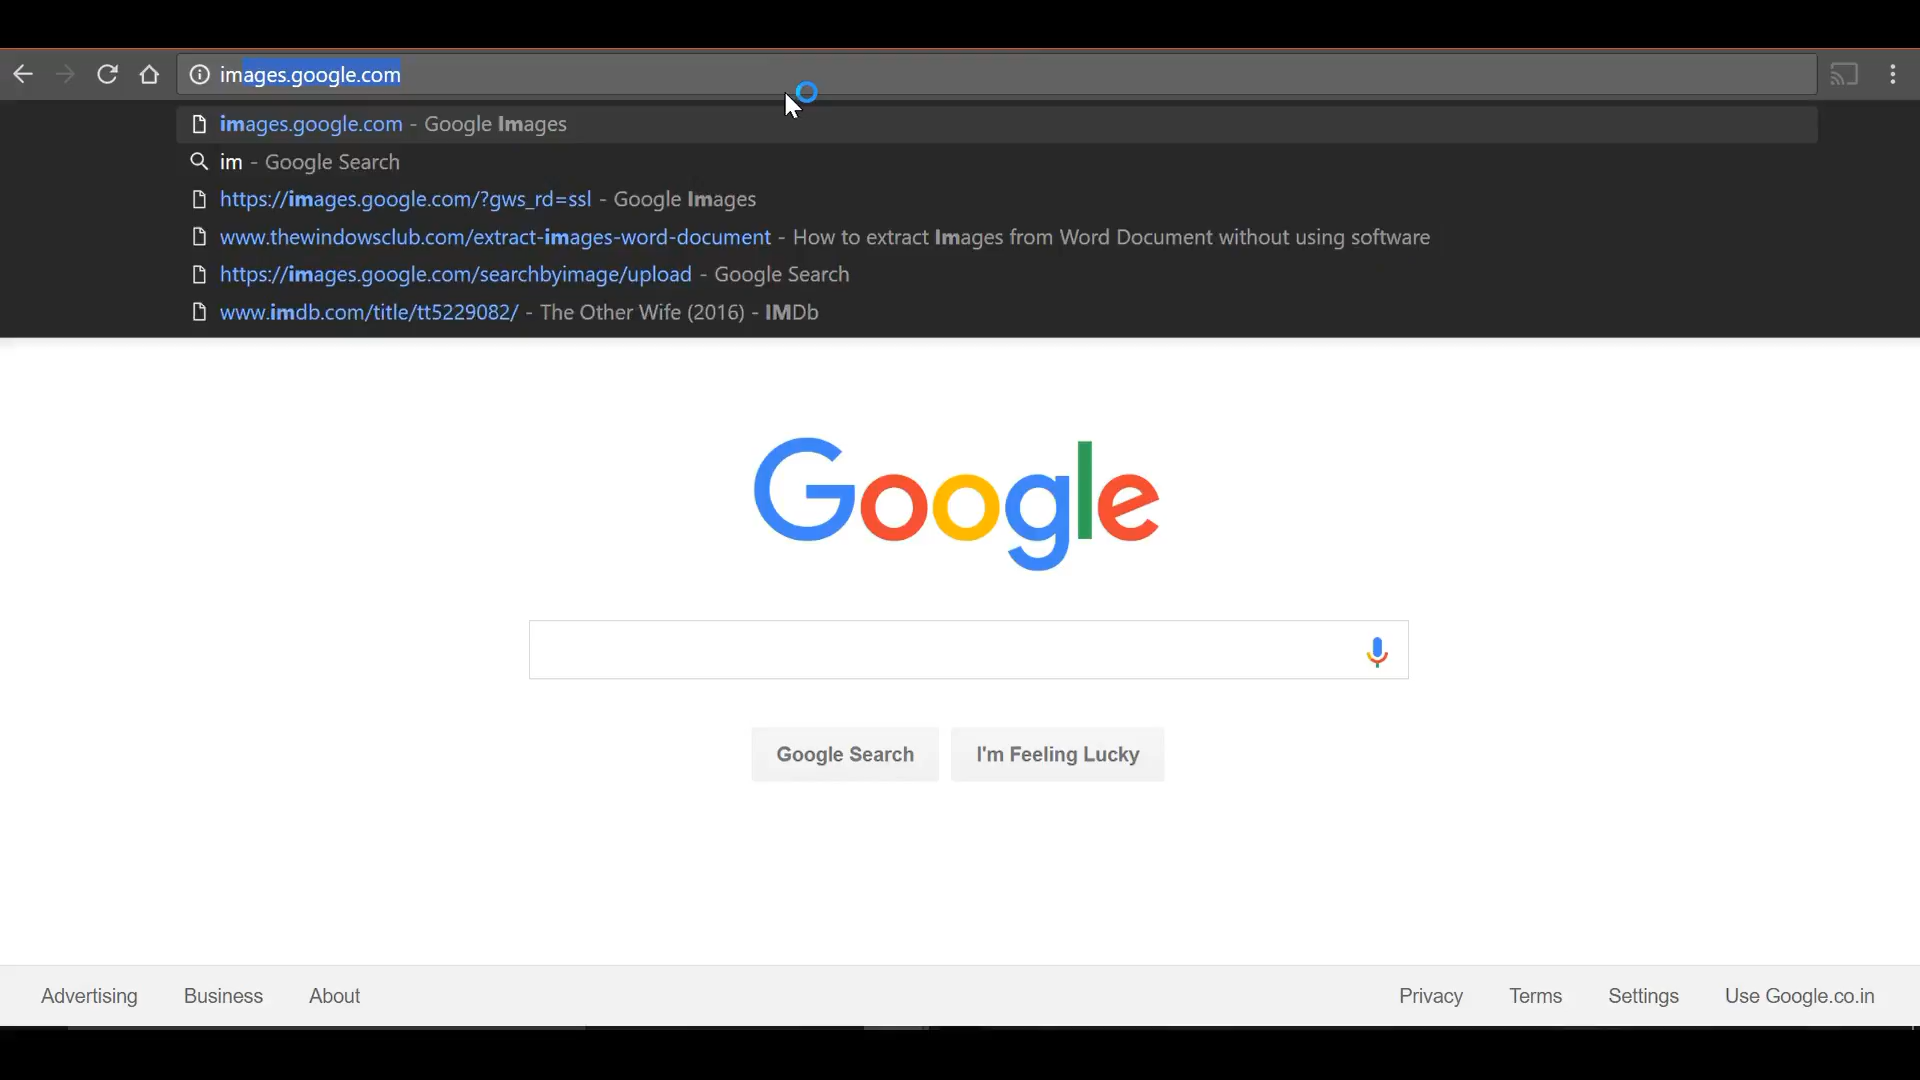 images.google.com
images.google.com - Google Images
im - Google Search
https://images.google.com/?gws_rd=ssl - Google Images
www.thewindowsclub.com/extract-images-word-document - How to extract Images from Word Document without using software
https://images.google.com/searchbyimage/upload - Google Search
www.imdb.com/title/tt5229082/ - The Other Wife (2016) - IMDb
Google
Google Search I'm Feeling Lucky
Advertising Business About Privacy Terms Settings Use Google.co.in